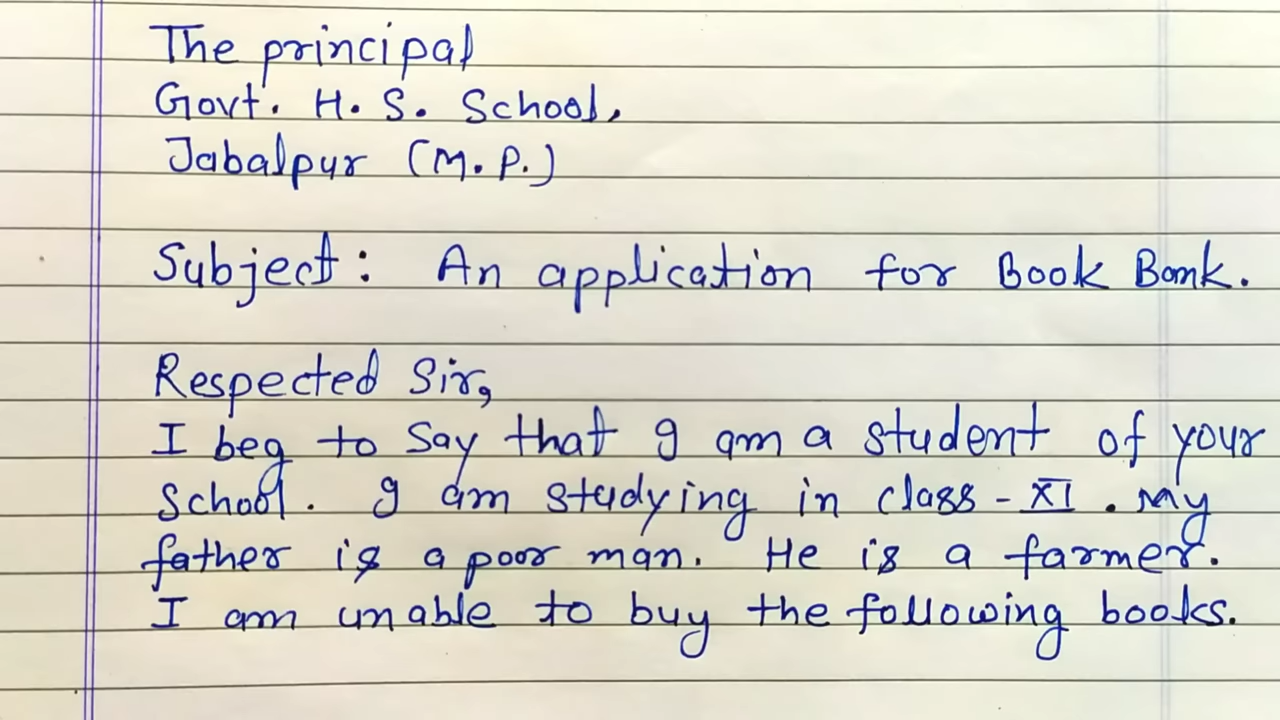 The principal
Govt. H. S. School,
Jabalpur (M. P.)
Subject: An application for Book Bank.
Respected Sir,
I beg to say that I am a student of your
School. I am studying in class - XI. My
father is a poor man. He is a farmer.
I am unable to buy the following books.